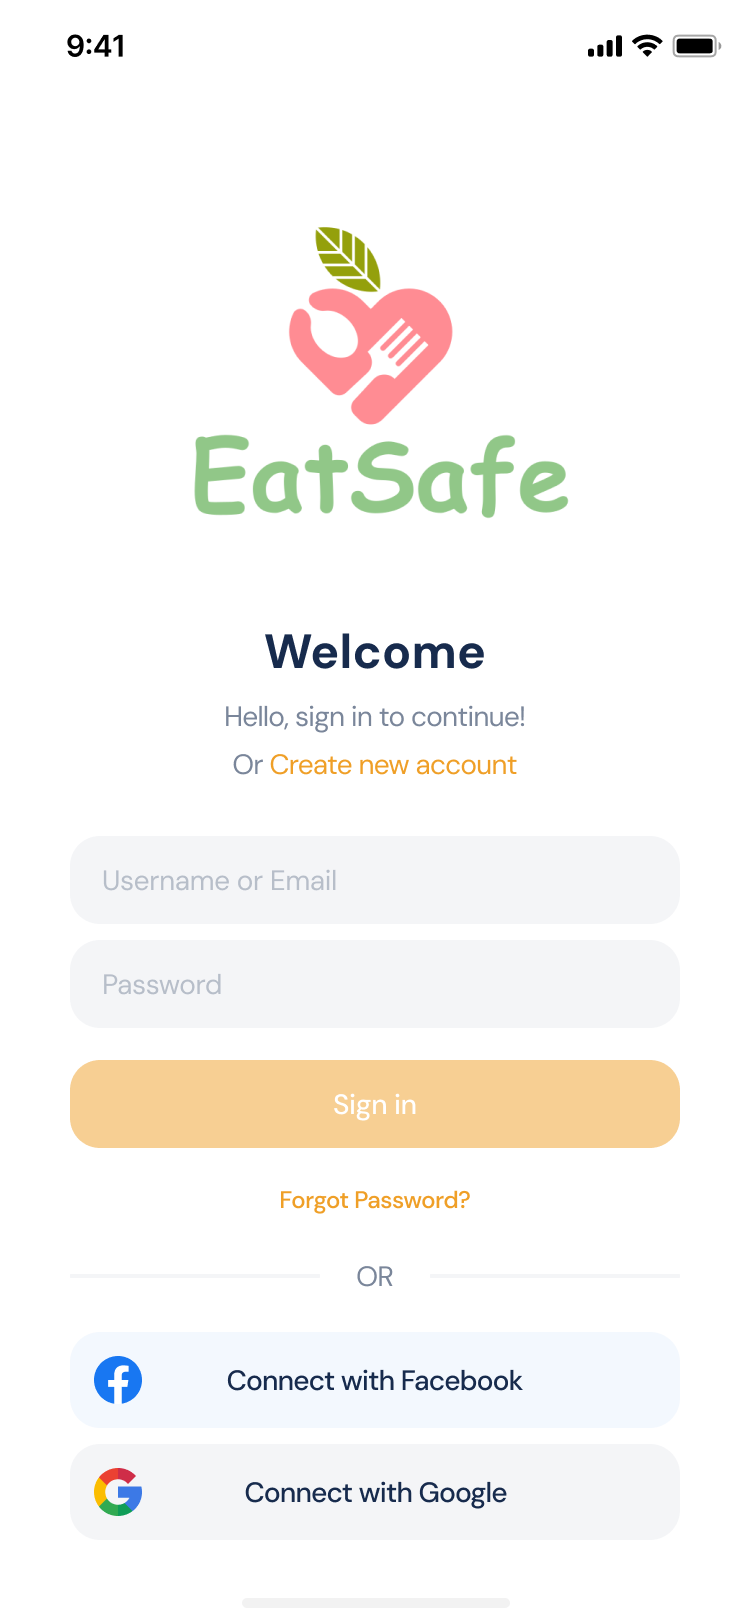 9:41
EatSafe
Welcome
Hello, sign in to continue!
Or Create new account
Username or Email
Password
Sign in
Forgot Password?
OR
Connect with Facebook
Connect with Google